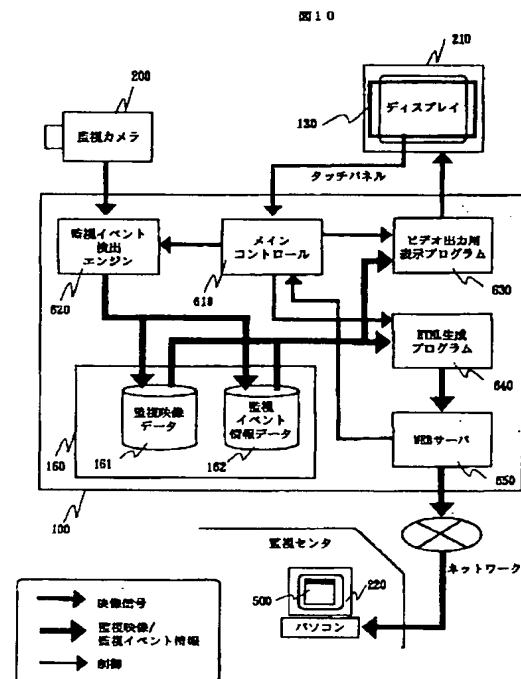 図10
210
200
130
ディスプレイ
監視カメラ
タッチパネル
監視イベント
検出
エンジン
メイン
コントロール
ビデオ出力用
表示プログラム
620
610
630
HTML生成
プログラム
640
監視映像
データ
監視
イベント
情報データ
160
161
162
WEBサーバ
650
100
監視センタ
ネットワーク
500
220
パソコン
映像信号
監視映像/
監視イベント情報
制御